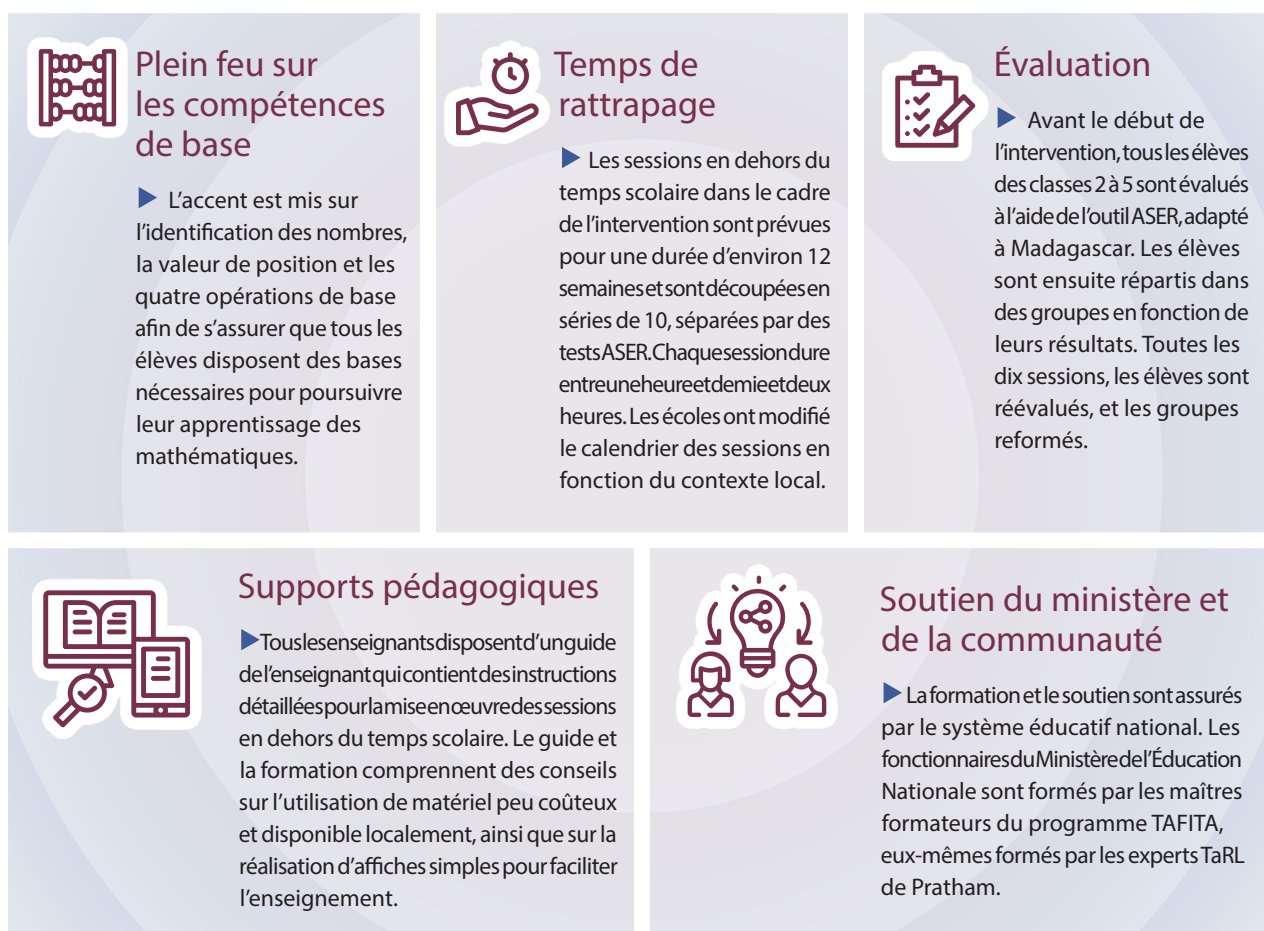 Plein feu sur
les compétences
de base
▶ L'accent est mis sur
l'identification des nombres,
la valeur de position et les
quatre opérations de base
afin de s'assurer que tous les
élèves disposent des bases
nécessaires pour poursuivre
leur apprentissage des
mathématiques.
Temps de
rattrapage
▶ Les sessions en dehors du
temps scolaire dans le cadre
de l'intervention sont prévues
pour une durée d'environ 12
semaines et sont découpées en
séries de 10, séparées par des
tests ASER. Chaque session dure
entre une heure et demie et deux
heures. Les écoles ont modifié
le calendrier des sessions en
fonction du contexte local.
Évaluation
▶ Avant le début de
l'intervention, tous les élèves
des classes 2 à 5 sont évalués
à l'aide de l'outil ASER, adapté
à Madagascar. Les élèves
sont ensuite répartis dans
des groupes en fonction de
leurs résultats. Toutes les
dix sessions, les élèves sont
réévalués, et les groupes
reformés.
Supports pédagogiques
▶ Tous les enseignants disposent d'un guide
de l'enseignant qui contient des instructions
détaillées pour la mise en œuvre des sessions
en dehors du temps scolaire. Le guide et
la formation comprennent des conseils
sur l'utilisation de matériel peu coûteux
et disponible localement, ainsi que sur la
réalisation d'affiches simples pour faciliter
l'enseignement.
Soutien du ministère et
de la communauté
▶ La formation et le soutien sont assurés
par le système éducatif national. Les
fonctionnaires du Ministère de l'Éducation
Nationale sont formés par les maîtres
formateurs du programme TAFITA,
eux-mêmes formés par les experts TaRL
de Pratham.